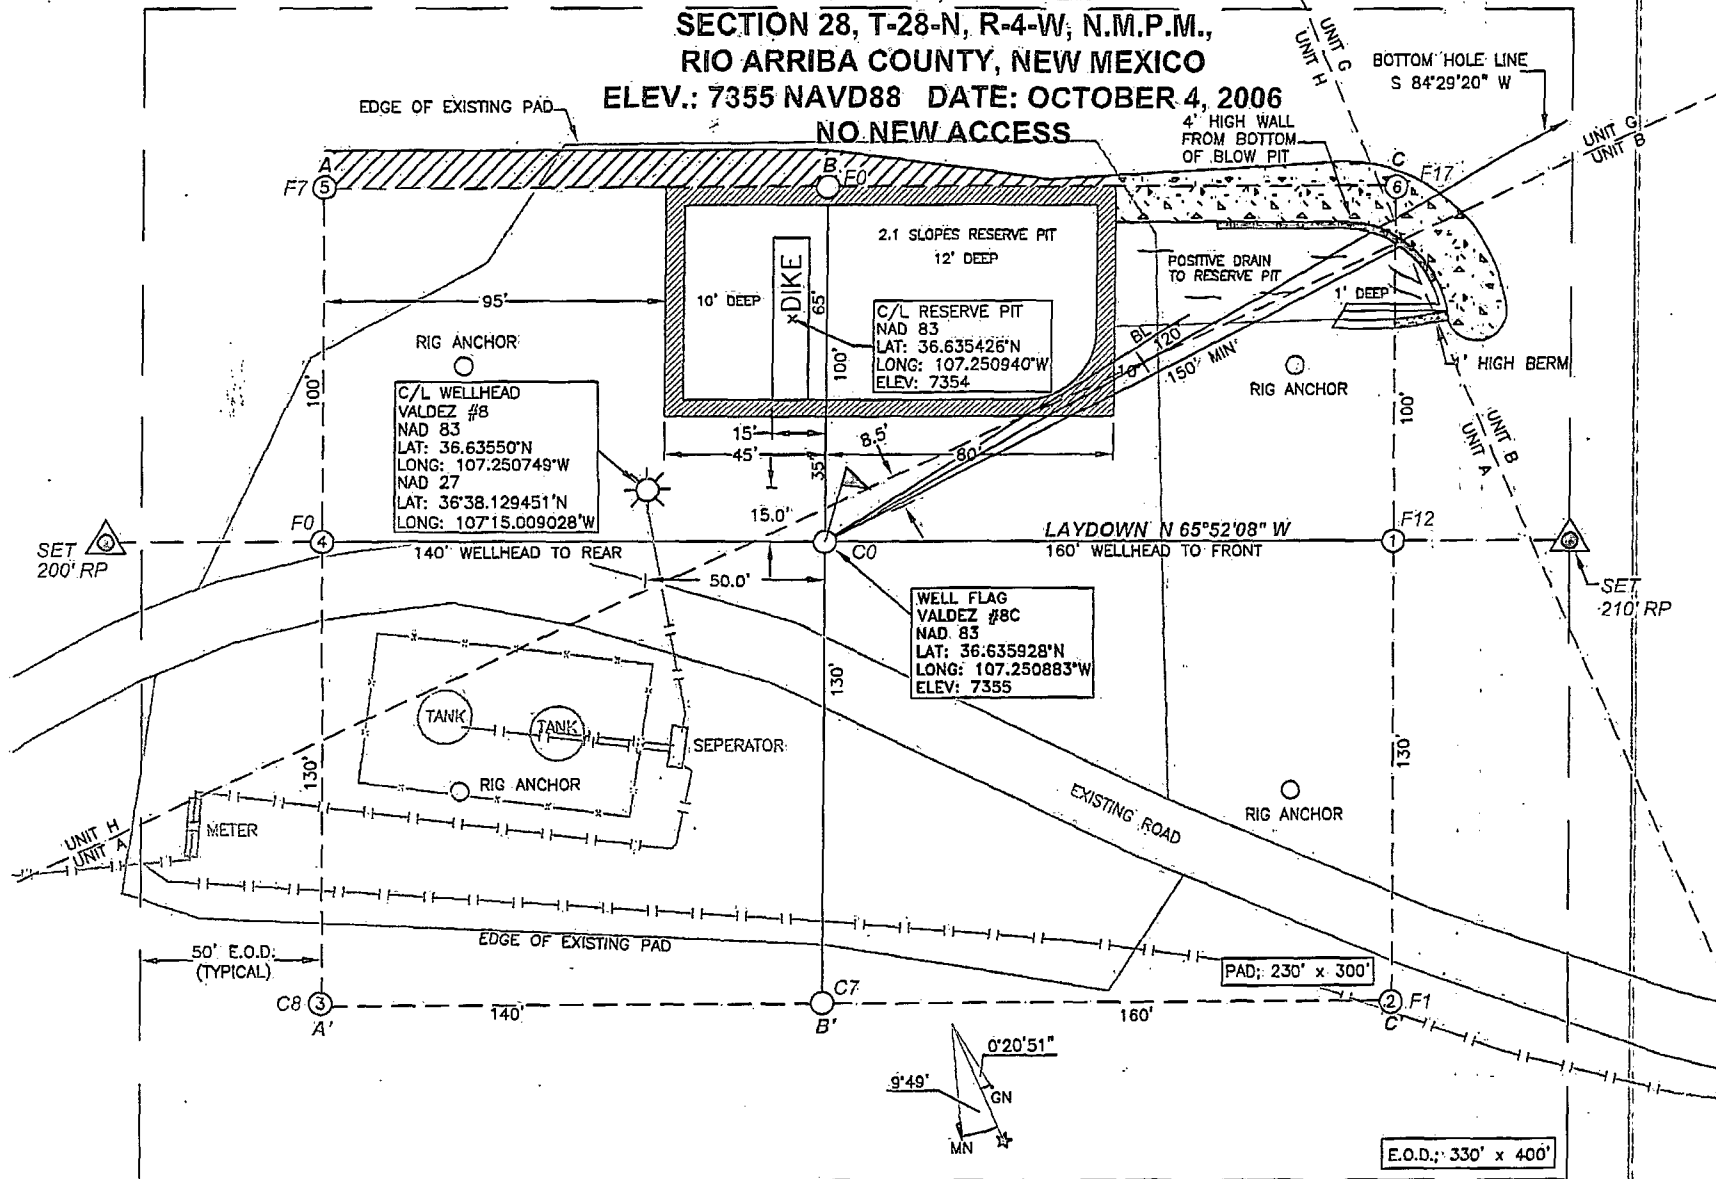 SECTION 28, T-28-N, R-4-W, N.M.P.M.,
RIO ARRIBA COUNTY, NEW MEXICO
ELEV.: 7355 NAVD88 DATE: OCTOBER 4, 2006
NO NEW ACCESS
EDGE OF EXISTING PAD
UNIT G
UNIT H
BOTTOM HOLE LINE
S 84°29'20" W
4' HIGH WALL
FROM BOTTOM
OF BLOW PIT
UNIT G
UNIT B
A
B
C
F7
5
F0
6
F17
2.1 SLOPES RESERVE PIT
12' DEEP
POSITIVE DRAIN
TO RESERVE PIT
10' DEEP
DIKE
65'
1' DEEP
95'
C/L RESERVE PIT
NAD 83
LAT: 36.635426°N
LONG: 107.250940°W
ELEV: 7354
BL
120
10'
150' MIN
RIG ANCHOR
HIGH BERM
RIG ANCHOR
100'
100'
100'
C/L WELLHEAD
VALDEZ #8
NAD 83
LAT: 36.63550°N
LONG: 107.250749°W
NAD 27
LAT: 36°38.129451'N
LONG: 107°15.009028'W
15'
45'
35'
8.5'
80'
UNIT B
UNIT A
15.0'
F0
4
SET
200' RP
140' WELLHEAD TO REAR
C0
LAYDOWN N 65°52'08" W
160' WELLHEAD TO FRONT
F12
1
SET
210' RP
50.0'
WELL FLAG
VALDEZ #8C
NAD 83
LAT: 36.635928°N
LONG: 107.250883°W
ELEV: 7355
130'
130'
130'
TANK
TANK
SEPERATOR
RIG ANCHOR
EXISTING ROAD
RIG ANCHOR
METER
UNIT H
UNIT A
EDGE OF EXISTING PAD
50' E.O.D.
(TYPICAL)
PAD; 230' x 300'
C8
3
A'
140'
C7
B'
160'
2
F1
C'
0°20'51"
9°49'
GN
MN
E.O.D.; 330' x 400'